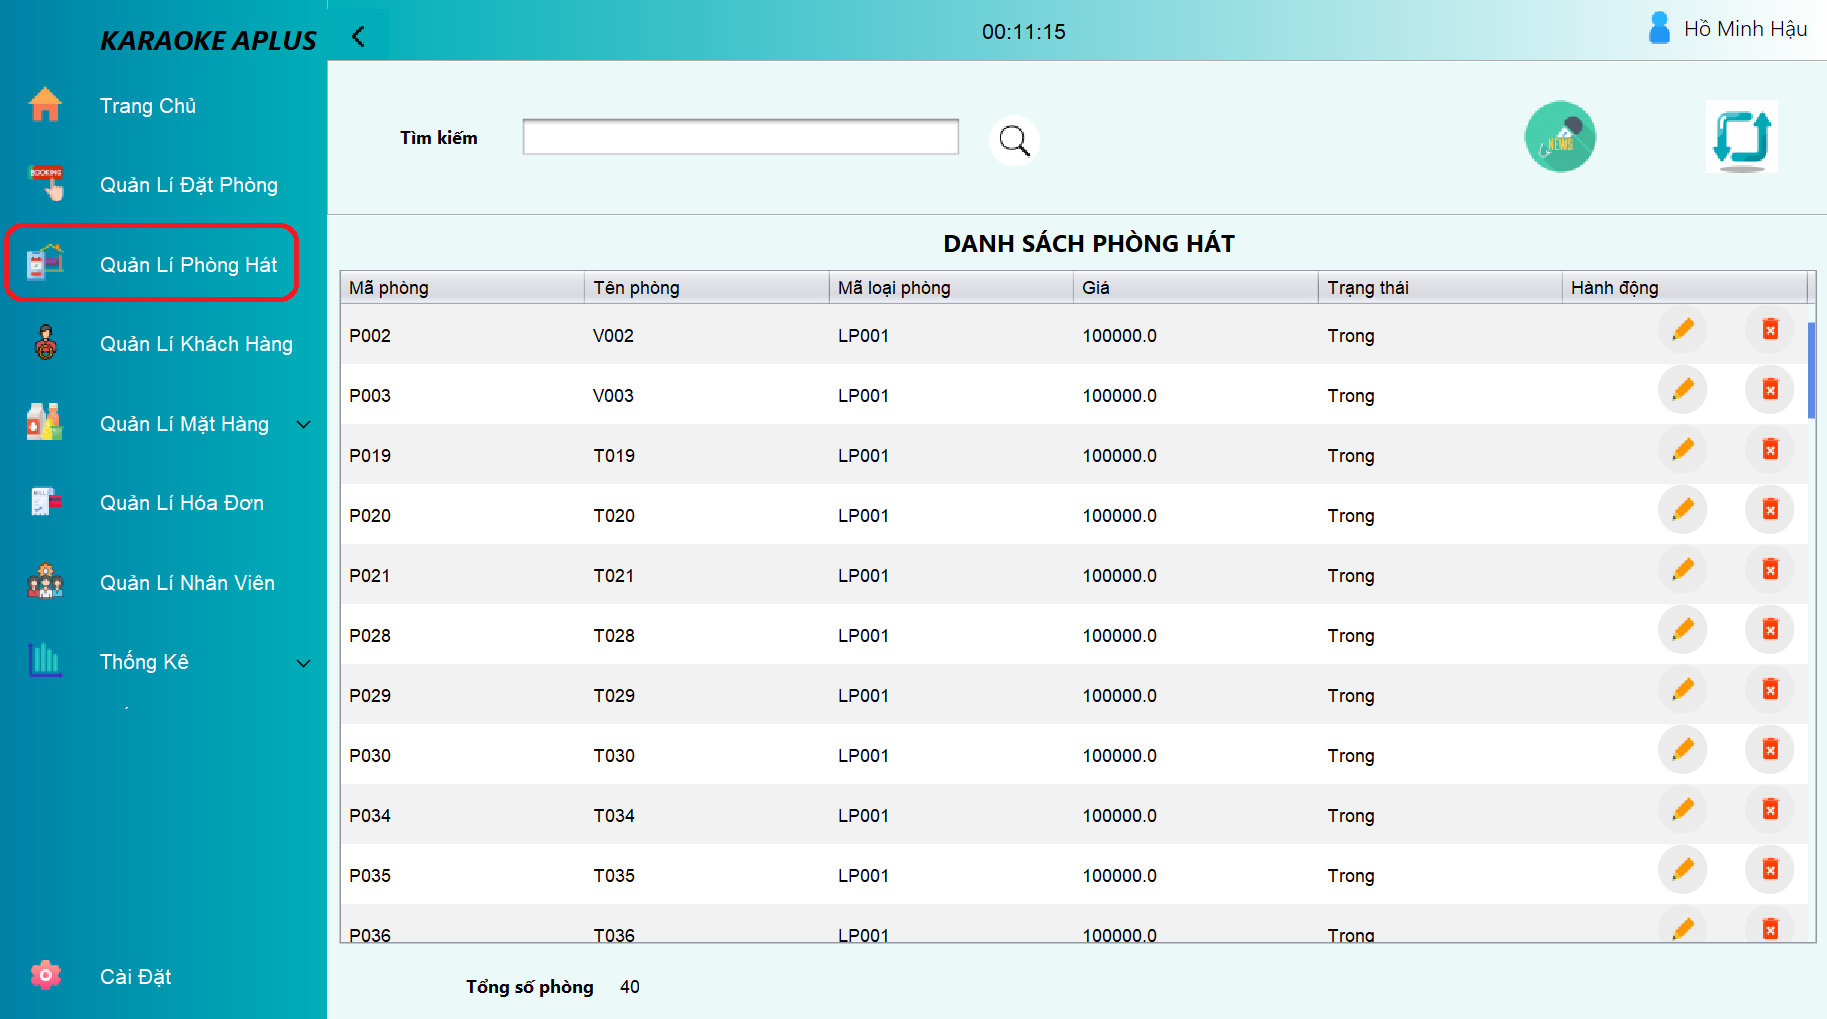 KARAOKE APLUS
00:11:15
Hồ Minh Hậu
Trang Chủ
BOOKING
Quản Lí Đặt Phòng
Quản Lí Phòng Hát
Quản Lí Khách Hàng
Quản Lí Mặt Hàng
Quản Lí Hóa Đơn
Quản Lí Nhân Viên
Thống Kê
Cài Đặt
Tìm kiếm
NEWS
DANH SÁCH PHÒNG HÁT
Mã phòng Tên phòng Mã loại phòng Giá Trạng thái Hành động
P002 V002 LP001 100000.0 Trong
P003 V003 LP001 100000.0 Trong
P019 T019 LP001 100000.0 Trong
P020 T020 LP001 100000.0 Trong
P021 T021 LP001 100000.0 Trong
P028 T028 LP001 100000.0 Trong
P029 T029 LP001 100000.0 Trong
P030 T030 LP001 100000.0 Trong
P034 T034 LP001 100000.0 Trong
P035 T035 LP001 100000.0 Trong
P036 T036 LP001 100000.0 Trong
Tổng số phòng 40